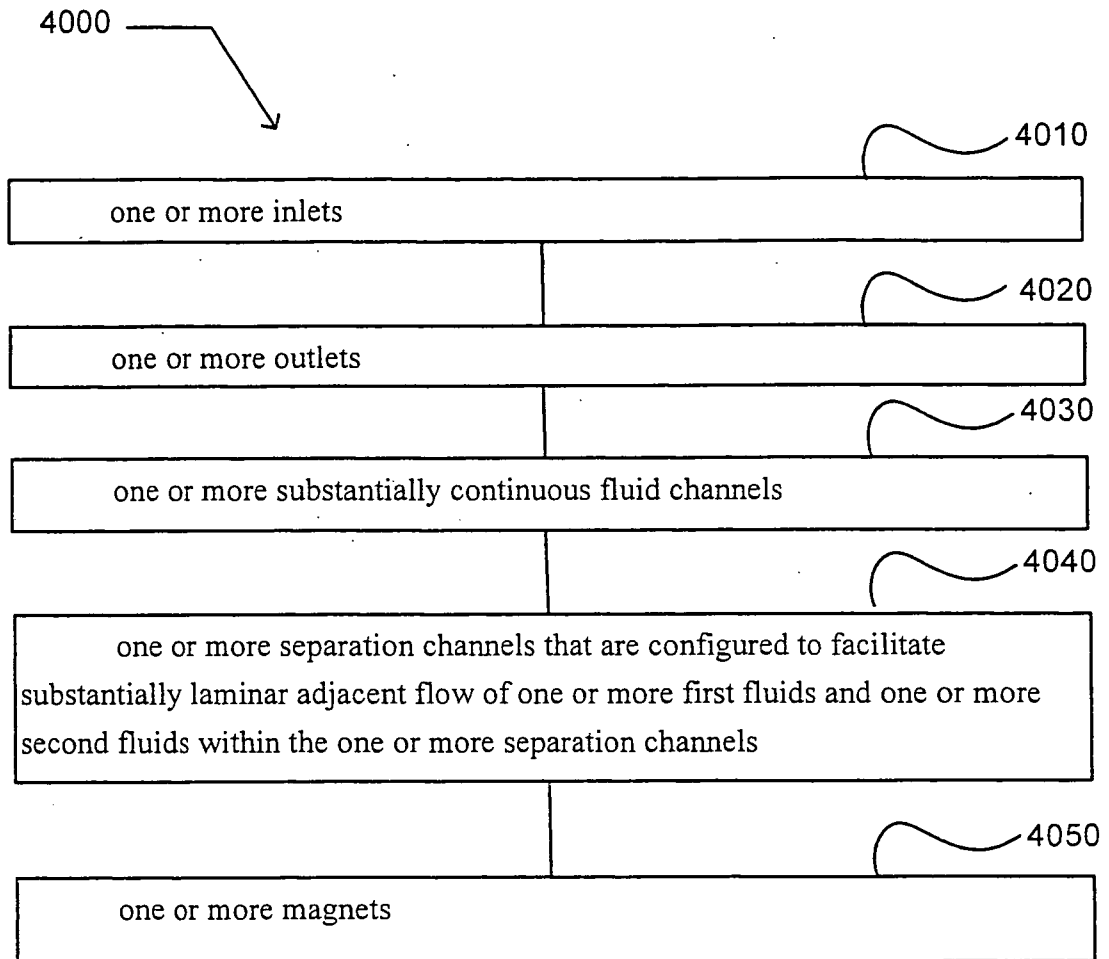 4000
4010
one or more inlets
4020
one or more outlets
4030
one or more substantially continuous fluid channels
4040
one or more separation channels that are configured to facilitate
substantially laminar adjacent flow of one or more first fluids and one or more
second fluids within the one or more separation channels
4050
one or more magnets